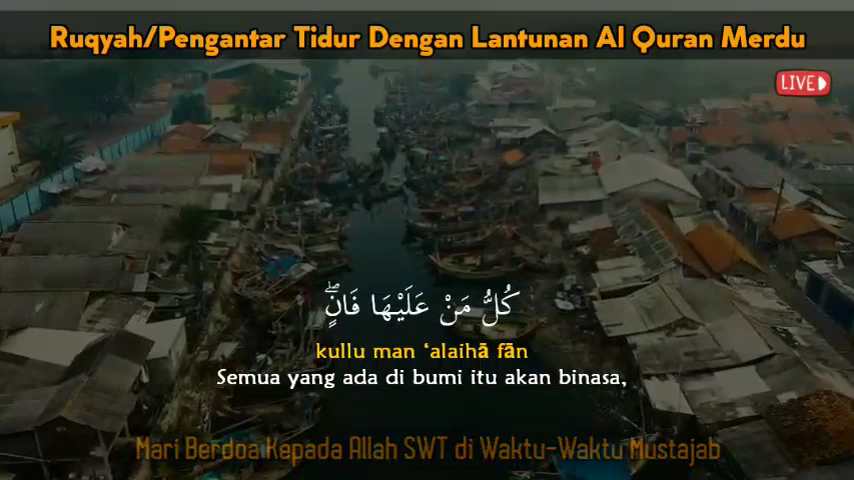 Ruqyah/Pengantar Tidur Dengan Lantunan Al Quran Merdu
LIVE
كُلُّ مَنْ عَلَيْهَا فَانٍۖ
kullu man ‘alaihā fān
Semua yang ada di bumi itu akan binasa,
Mari Berdoa Kepada Allah SWT di Waktu-Waktu Mustajab